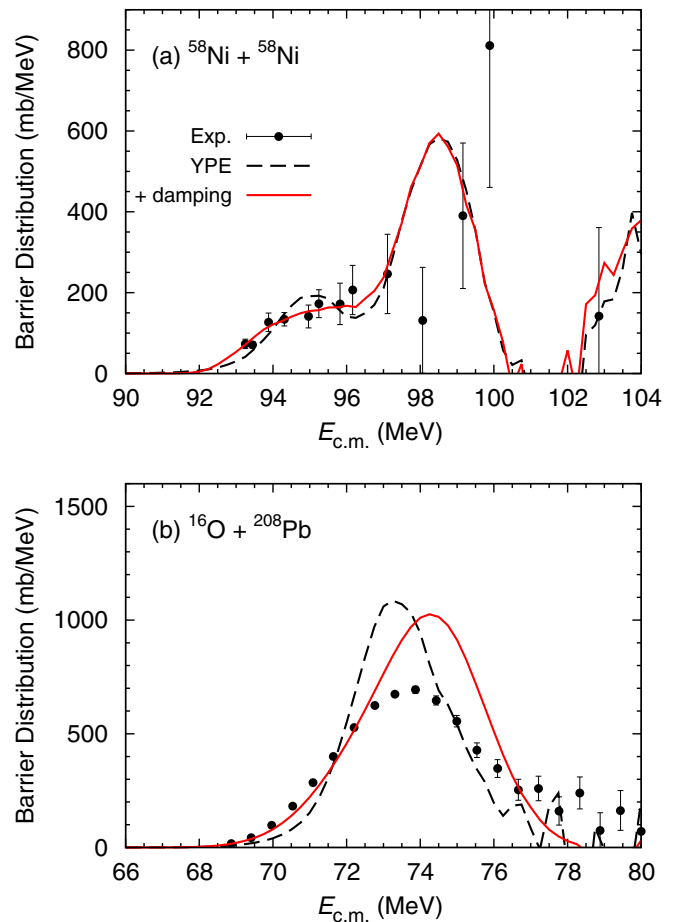 (a) ⁵⁸Ni + ⁵⁸Ni
Exp.
YPE
+ damping
Barrier Distribution (mb/MeV)
800
600
400
200
0
90 92 94 96 98 100 102 104
E_c.m. (MeV)
(b) ¹⁶O + ²⁰⁸Pb
Barrier Distribution (mb/MeV)
1500
1000
500
0
66 68 70 72 74 76 78 80
E_c.m. (MeV)